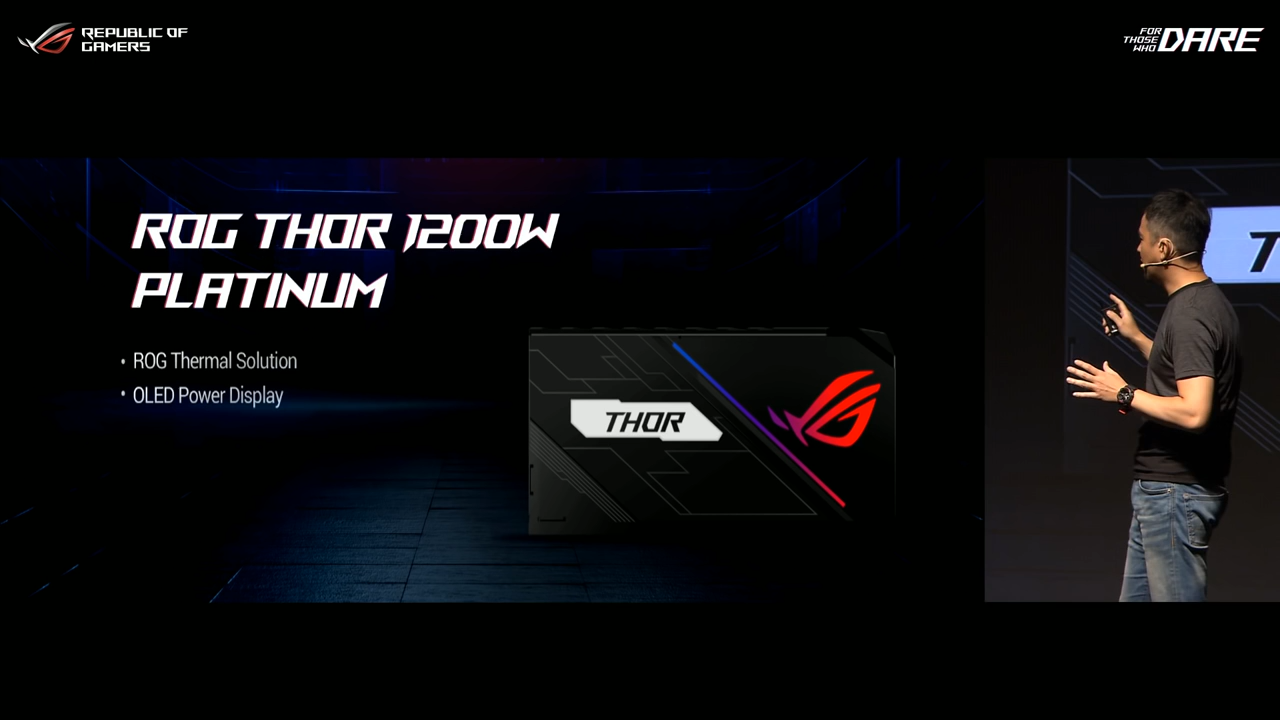 REPUBLIC OF
GAMERS
FOR
THOSE
WHO
DARE
ROG THOR 1200W
PLATINUM
• ROG Thermal Solution
• OLED Power Display
THOR
T